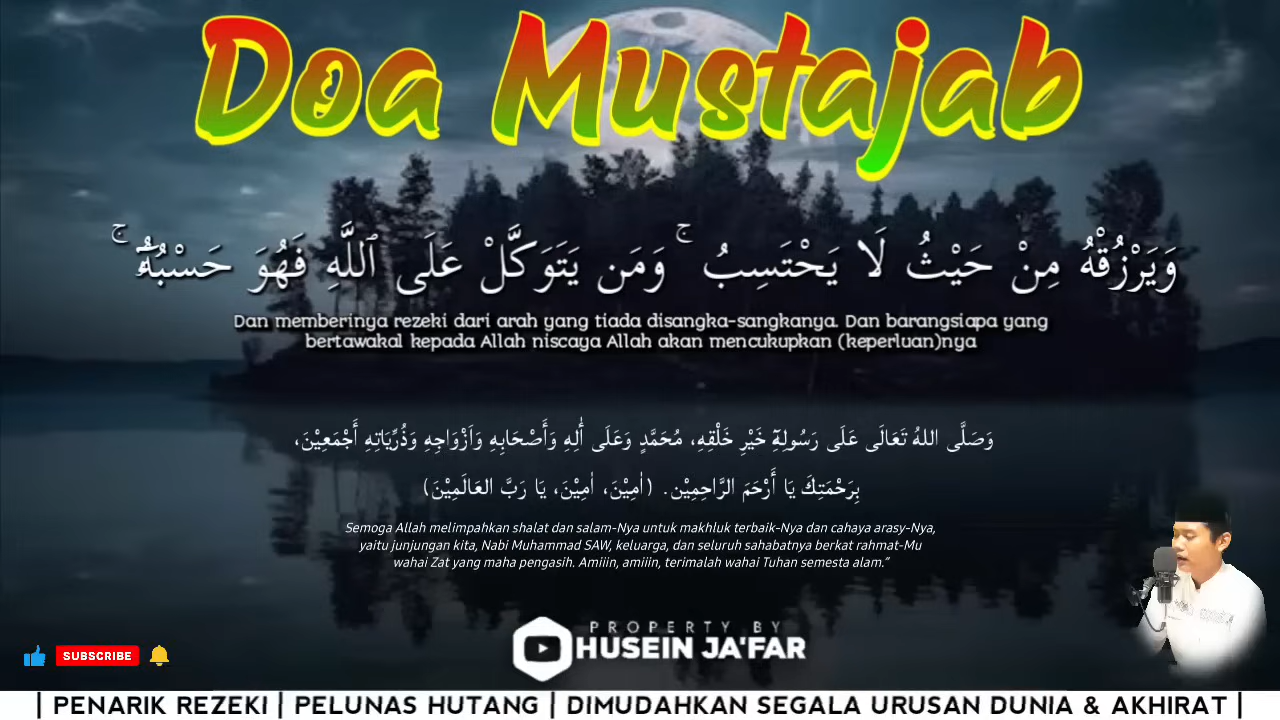 Doa Mustajab
وَيَرْزُقْهُ مِنْ حَيْثُ لَا يَحْتَسِبُ ۚ وَمَن يَتَوَكَّلْ عَلَى ٱللَّهِ فَهُوَ حَسْبُهُۥٓ ۚ
Dan memberinya rezeki dari arah yang tiada disangka-sangkanya. Dan barangsiapa yang
bertawakal kepada Allah niscaya Allah akan mencukupkan (keperluan)nya
وَصَلَّى اللهُ تَعَالَى عَلَى رَسُولِهِٓ خَيْرِ خَلْقِهِ، مُحَمَّدٍ وَعَلَى أٰلِهِ وَأَصْحَابِهِ وَاَزْوَاجِهِ وَذُرِّيَاتِهِ أَجْمَعِيْنَ،
بِرَحْمَتِكَ يَا أَرْحَمَ الرَّاحِمِيْن. (اٰمِيْنَ، اٰمِيْنَ، يَا رَبَّ العَالَمِيْنَ)
Semoga Allah melimpahkan shalat dan salam-Nya untuk makhluk terbaik-Nya dan cahaya arasy-Nya,
yaitu junjungan kita, Nabi Muhammad SAW, keluarga, dan seluruh sahabatnya berkat rahmat-Mu
wahai Zat yang maha pengasih. Amiiin, amiiin, terimalah wahai Tuhan semesta alam."
PROPERTY BY
HUSEIN JA'FAR
SUBSCRIBE
| PENARIK REZEKI | PELUNAS HUTANG | DIMUDAHKAN SEGALA URUSAN DUNIA & AKHIRAT |